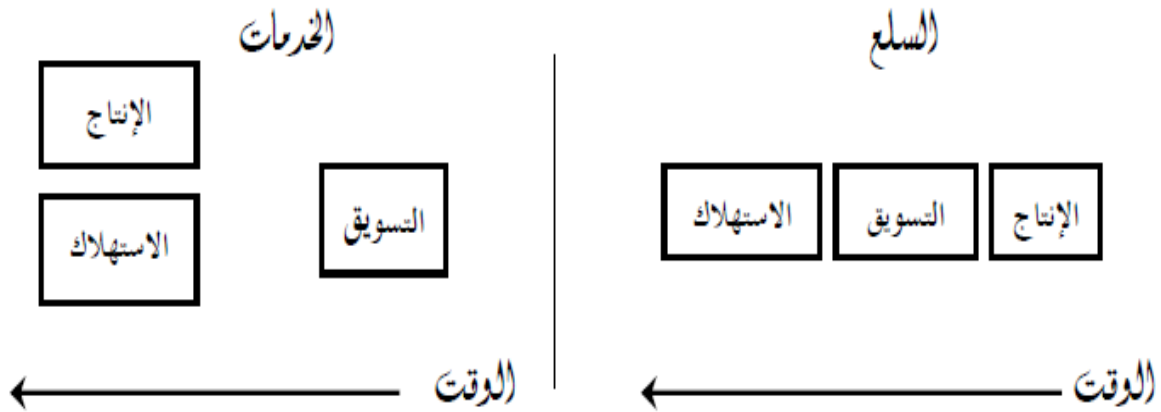 السلع
الإنتاج
التسويق
الاستهلاك
الوقت
الخدمات
التسويق
الإنتاج
الاستهلاك
الوقت